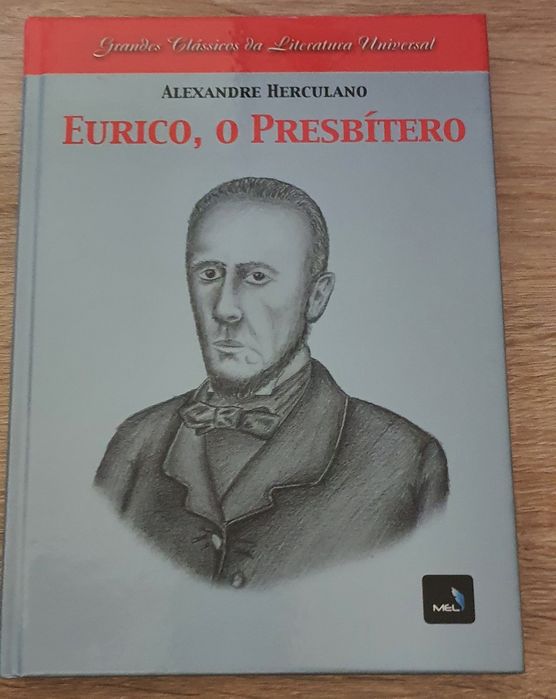 Grandes Clássicos da Literatura Universal
ALEXANDRE HERCULANO
EURICO, O PRESBÍTERO
MEL